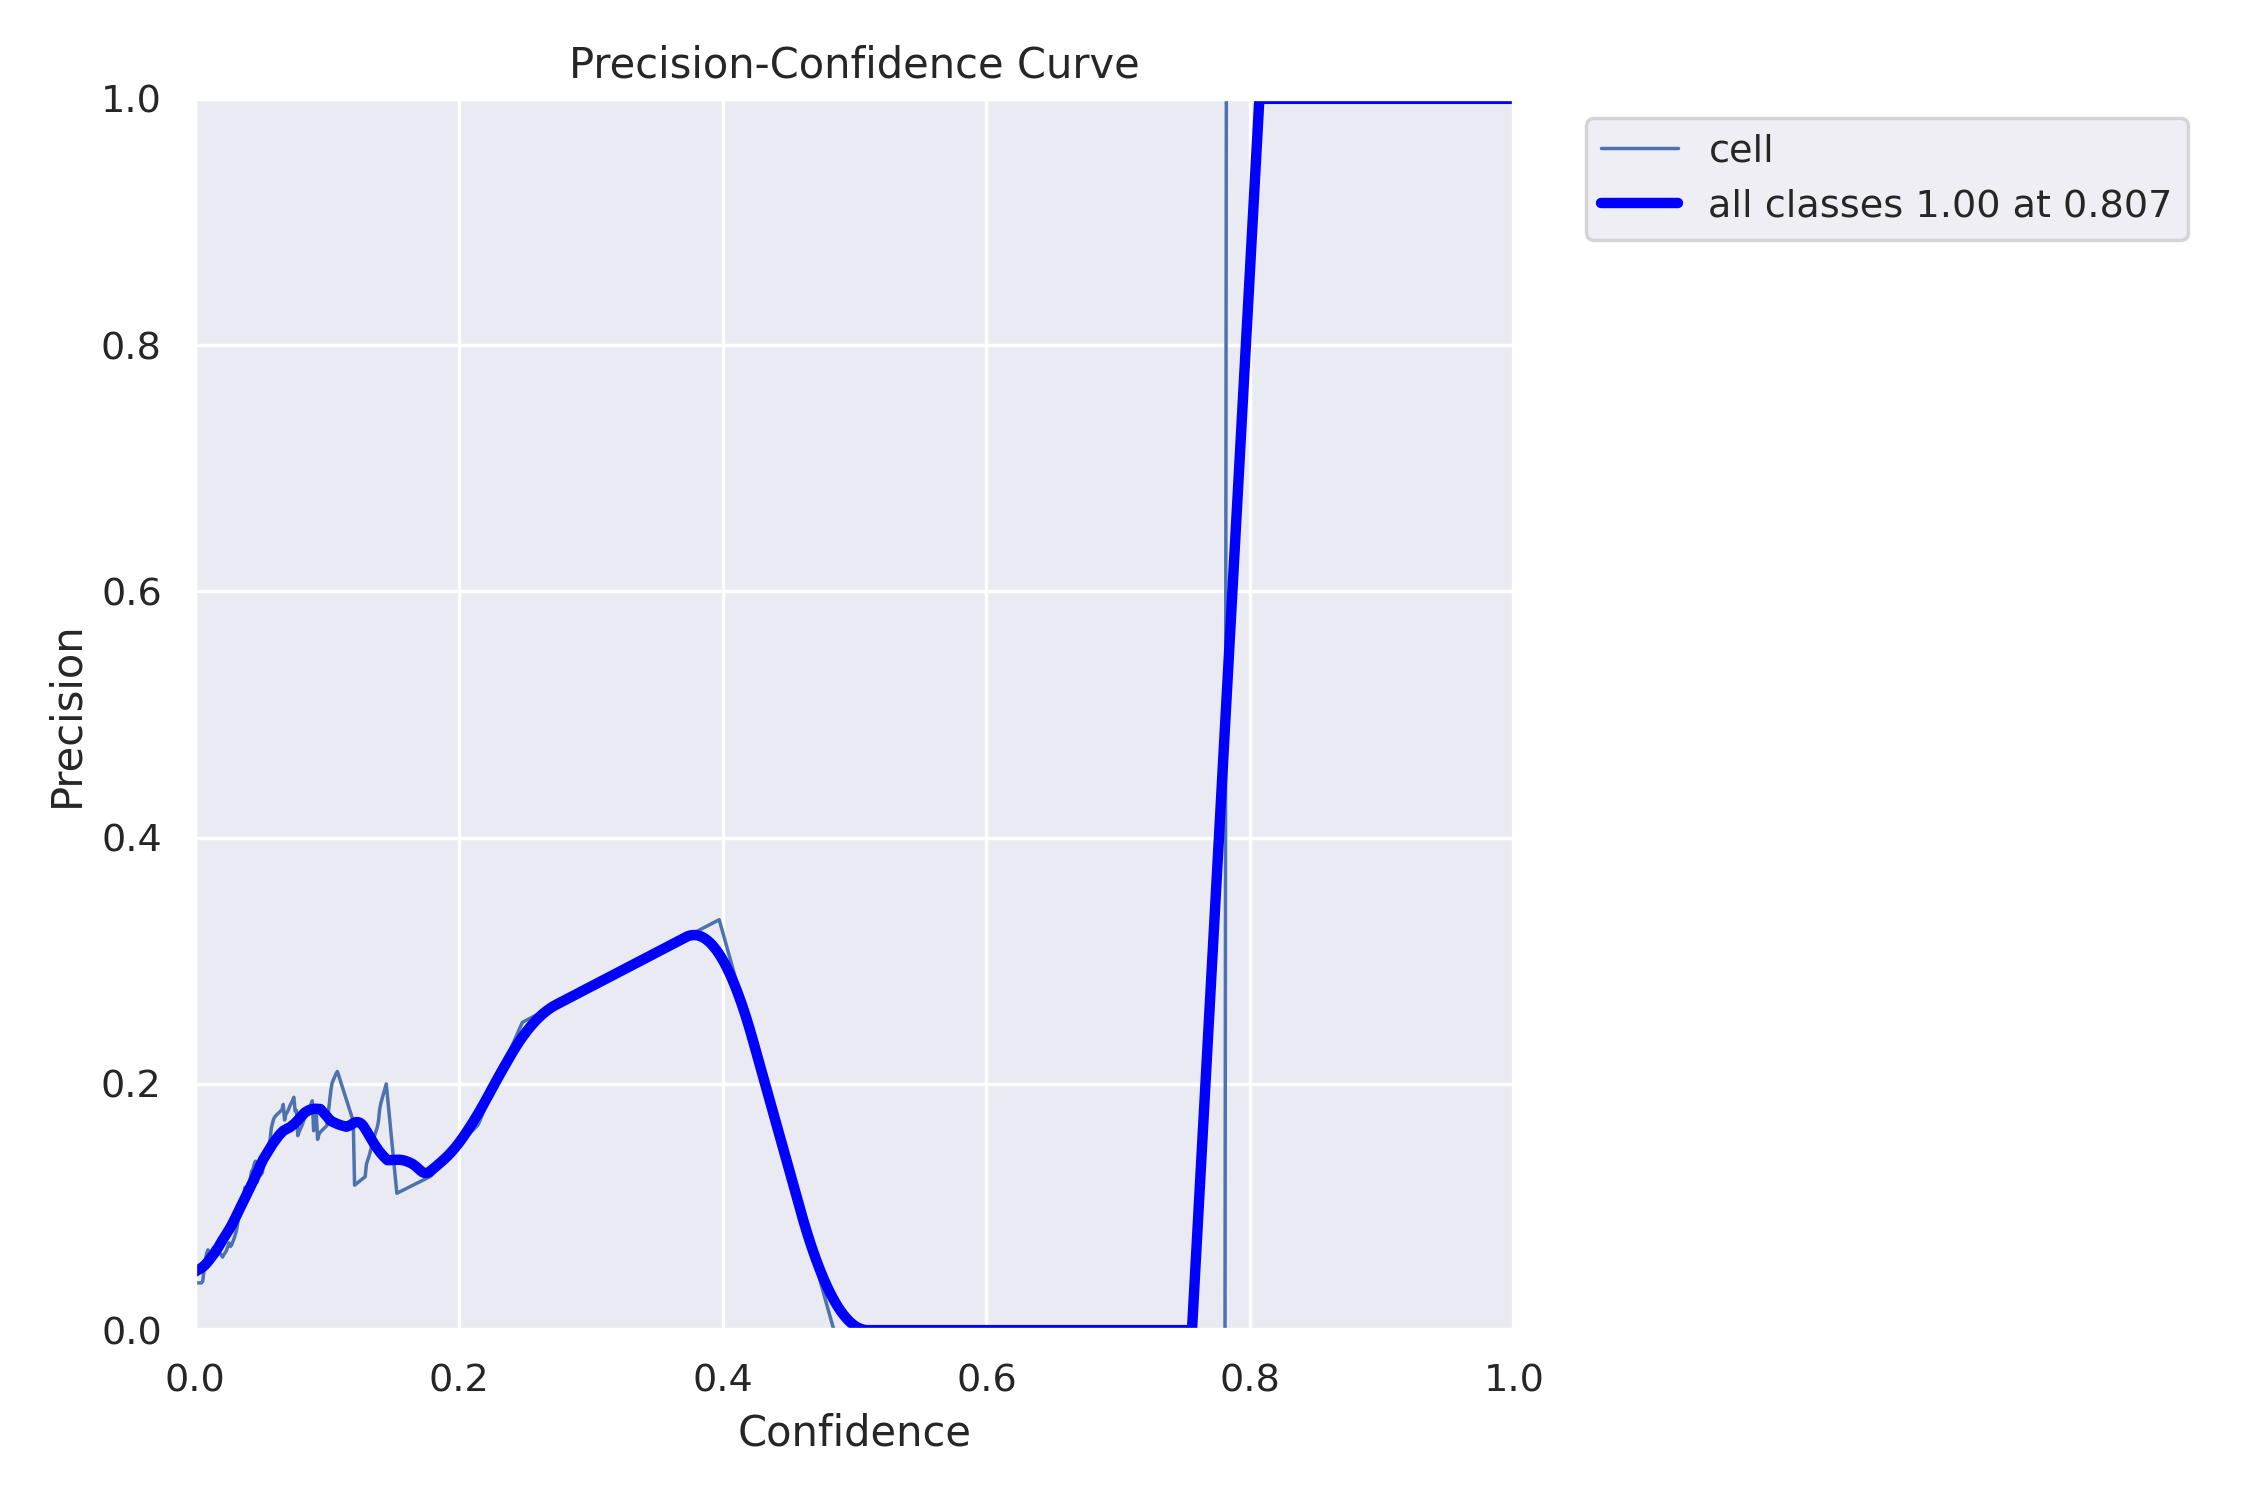 Precision-Confidence Curve
1.0
0.8
0.6
0.4
0.2
0.0
Precision
0.0 0.2 0.4 0.6 0.8 1.0
Confidence
cell
all classes 1.00 at 0.807